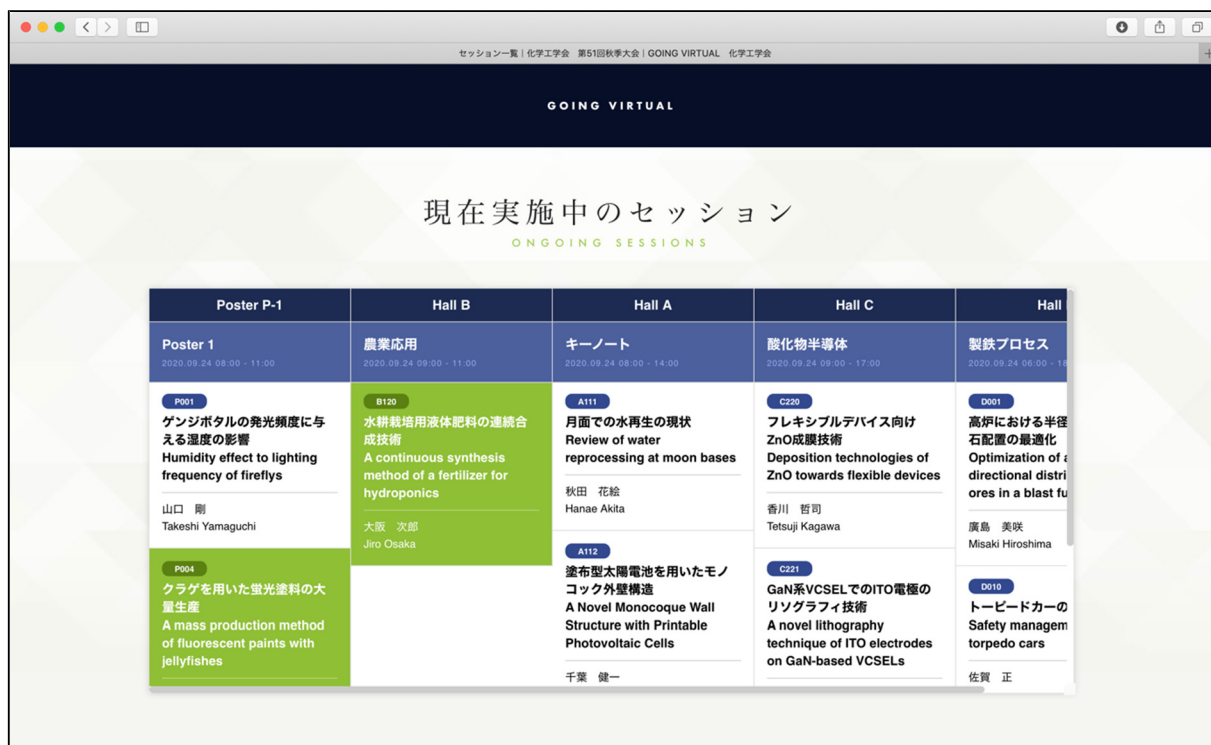 セッション一覧 | 化学工学会　第51回秋季大会 | GOING VIRTUAL　化学工学会
GOING VIRTUAL
現在実施中のセッション
ONGOING SESSIONS
Poster P-1
Poster 1
2020.09.24 08:00 - 11:00
P001
ゲンジボタルの発光頻度に与
える湿度の影響
Humidity effect to lighting
frequency of fireflys
山口　剛
Takeshi Yamaguchi
P004
クラゲを用いた蛍光塗料の大
量生産
A mass production method
of fluorescent paints with
jellyfishes
Hall B
農業応用
2020.09.24 09:00 - 11:00
B120
水耕栽培用液体肥料の連続合
成技術
A continuous synthesis
method of a fertilizer for
hydroponics
大阪　次郎
Jiro Osaka
Hall A
キーノート
2020.09.24 08:00 - 14:00
A111
月面での水再生の現状
Review of water
reprocessing at moon bases
秋田　花絵
Hanae Akita
A112
塗布型太陽電池を用いたモノ
コック外壁構造
A Novel Monocoque Wall
Structure with Printable
Photovoltaic Cells
千葉　健一
Hall C
酸化物半導体
2020.09.24 09:00 - 17:00
C220
フレキシブルデバイス向け
ZnO成膜技術
Deposition technologies of
ZnO towards flexible devices
香川　哲司
Tetsuji Kagawa
C221
GaN系VCSELでのITO電極の
リソグラフィ技術
A novel lithography
technique of ITO electrodes
on GaN-based VCSELs
Hall
製鉄プロセス
2020.09.24 06:00 - 18
D001
高炉における半径
石配置の最適化
Optimization of
directional distri
ores in a blast fu
廣島　美咲
Misaki Hiroshima
D010
トーピードカーの
Safety managem
torpedo cars
佐賀　正